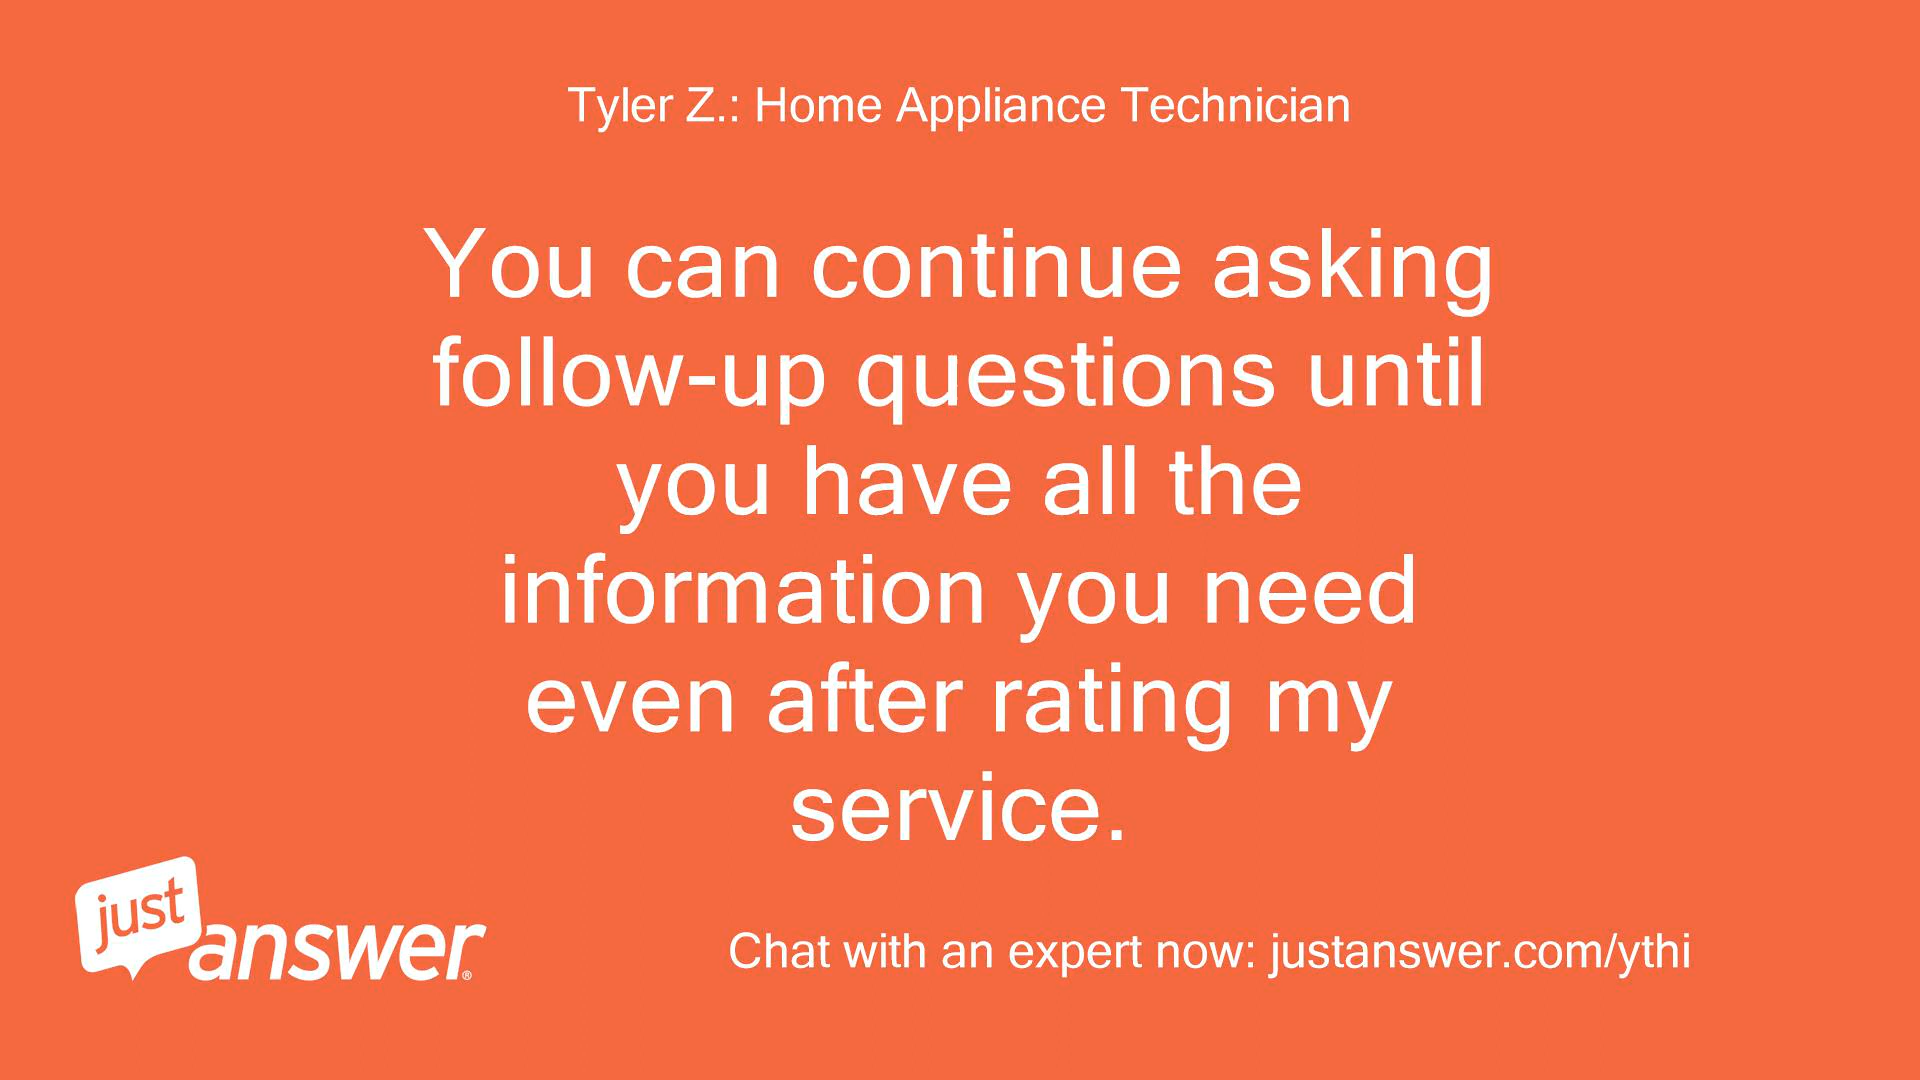 Tyler Z.: Home Appliance Technician
You can continue asking
follow-up questions until
you have all the
information you need
even after rating my
service.
just
answer®
Chat with an expert now: justanswer.com/ythi